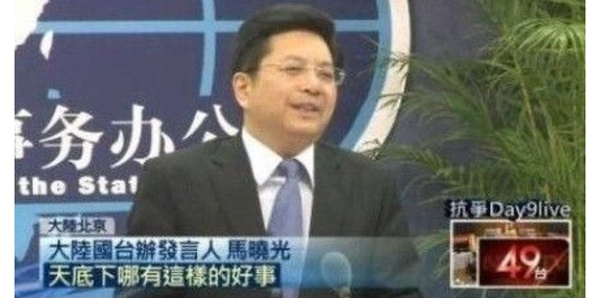 事务办公
the Stat
抗爭Day9live
49台
大陸北京
大陸國台辦發言人 馬曉光
天底下哪有這樣的好事